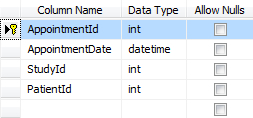 Column Name Data Type Allow Nulls
AppointmentId int
AppointmentDate datetime
StudyId int
PatientId int